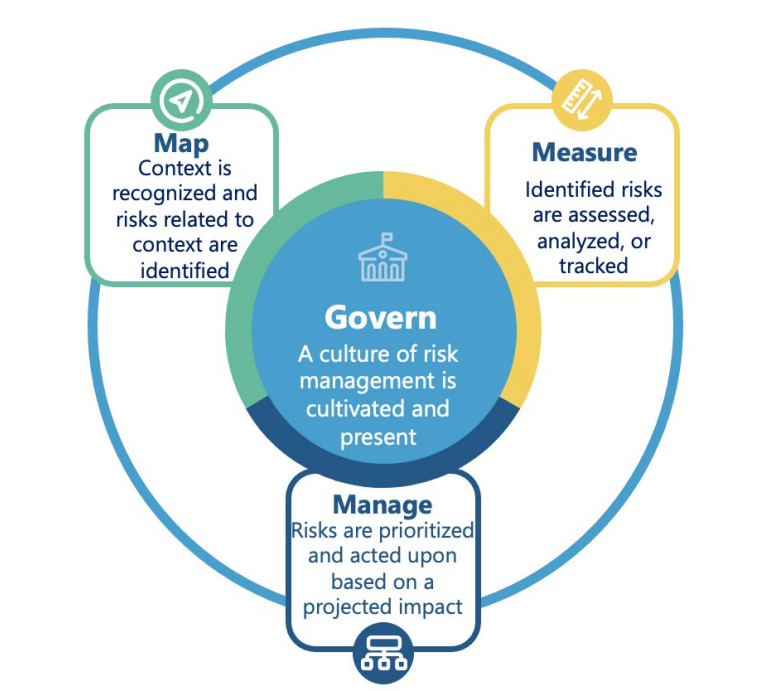 Map
Context is
recognized and
risks related to
context are
identified
Measure
Identified risks
are assessed,
analyzed, or
tracked
Govern
A culture of risk
management is
cultivated and
present
Manage
Risks are prioritized
and acted upon
based on a
projected impact